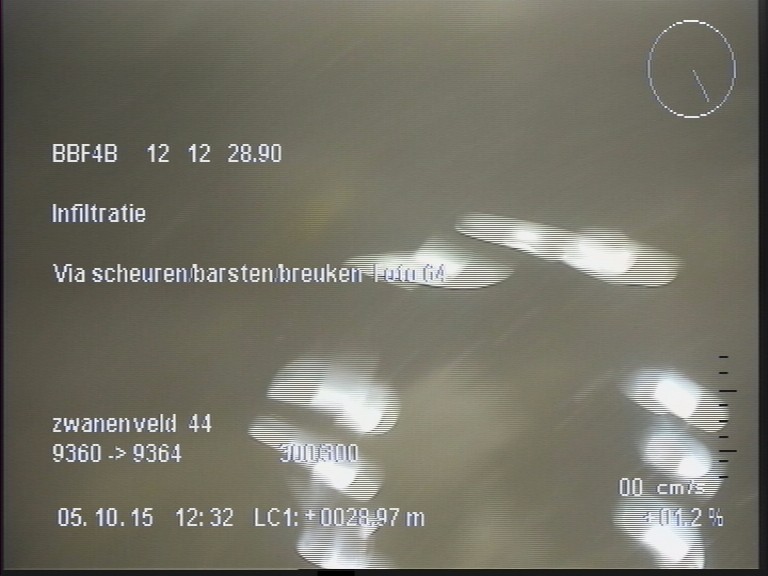 BBF4B 12 12 28.90
Infiltratie
Via scheuren/barsten/breuken Foto 64
zwanenveld 44
9360 -> 9364 300/300
00 cm/s
05.10.15 12:32 LC1: +0028.97 m +01.2 %